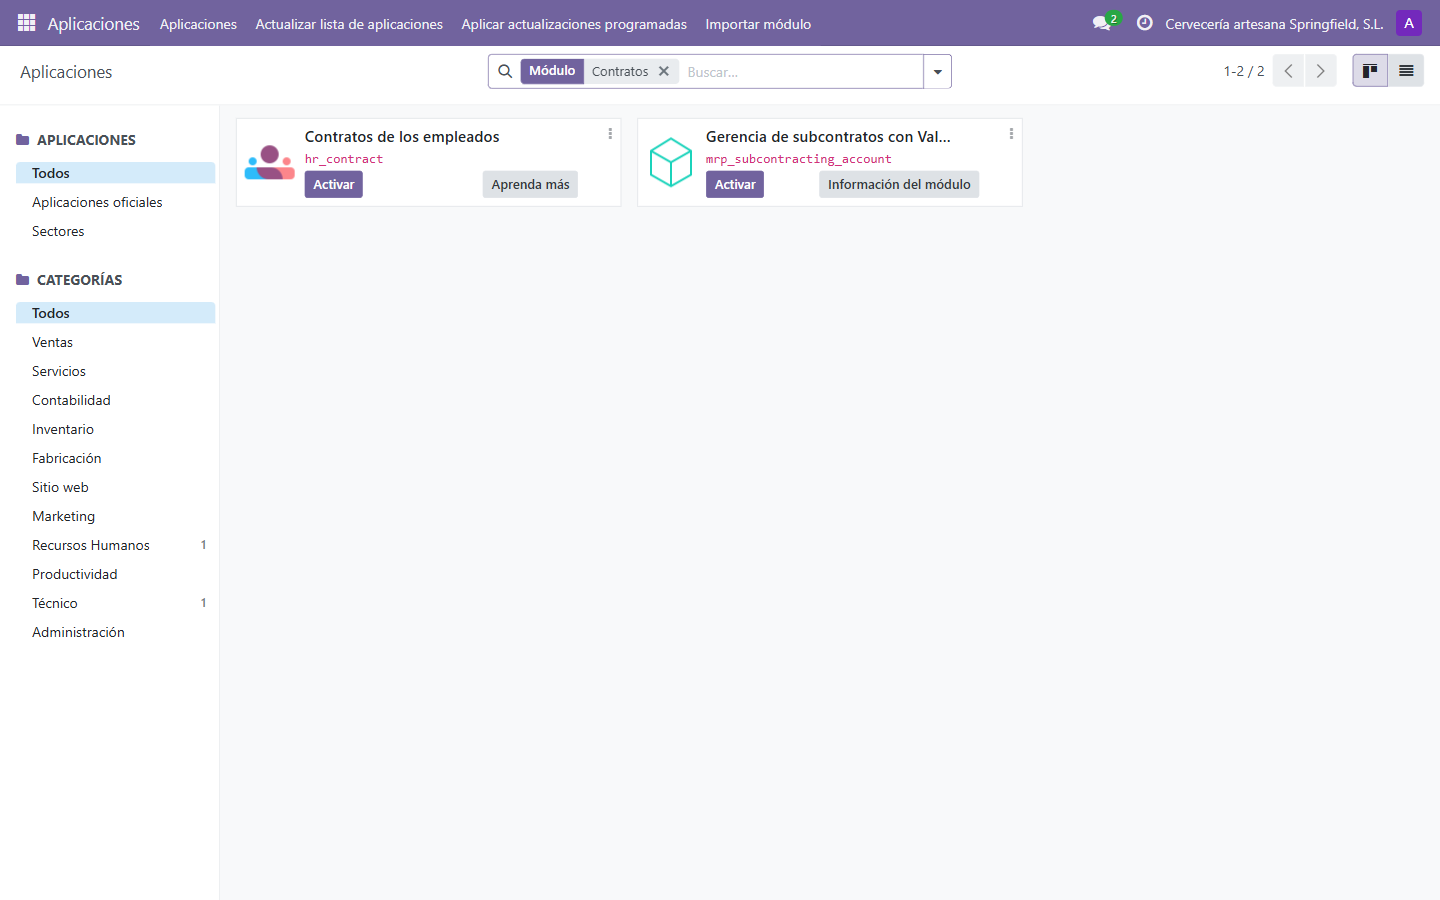 Aplicaciones Aplicaciones Actualizar lista de aplicaciones Aplicar actualizaciones programadas Importar módulo 2 Cervecería artesana Springfield, S.L. A
Aplicaciones Módulo Contratos Buscar... 1-2 / 2
APLICACIONES
Todos
Aplicaciones oficiales
Sectores
CATEGORÍAS
Todos
Ventas
Servicios
Contabilidad
Inventario
Fabricación
Sitio web
Marketing
Recursos Humanos 1
Productividad
Técnico 1
Administración
Contratos de los empleados
hr_contract
Activar Aprenda más
Gerencia de subcontratos con Val...
mrp_subcontracting_account
Activar Información del módulo